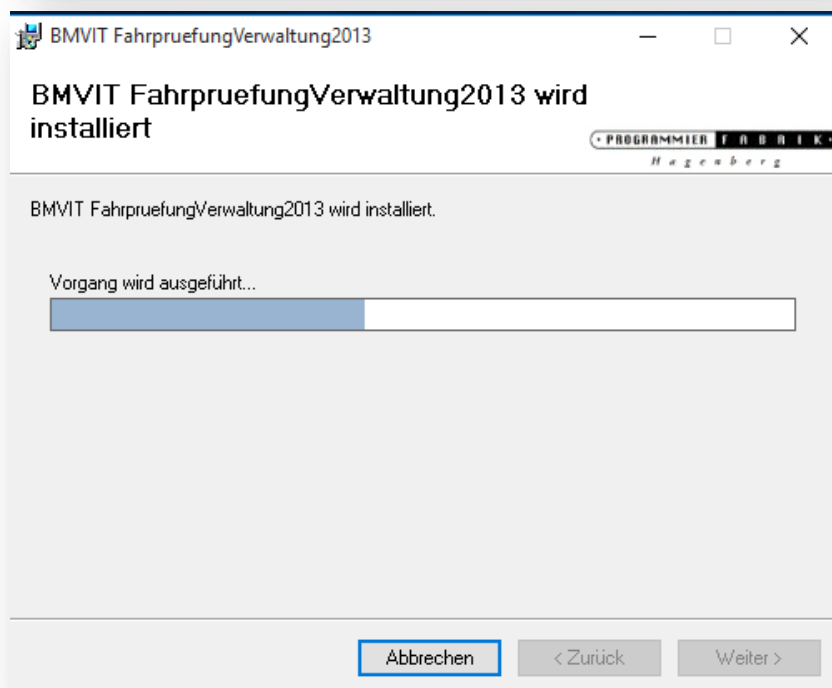 BMVIT FahrpruefungVerwaltung2013
BMVIT FahrpruefungVerwaltung2013 wird
installiert
PROGRAMMIER FABRIK
Hagenberg
BMVIT FahrpruefungVerwaltung2013 wird installiert.
Vorgang wird ausgeführt...
Abbrechen
< Zurück
Weiter >